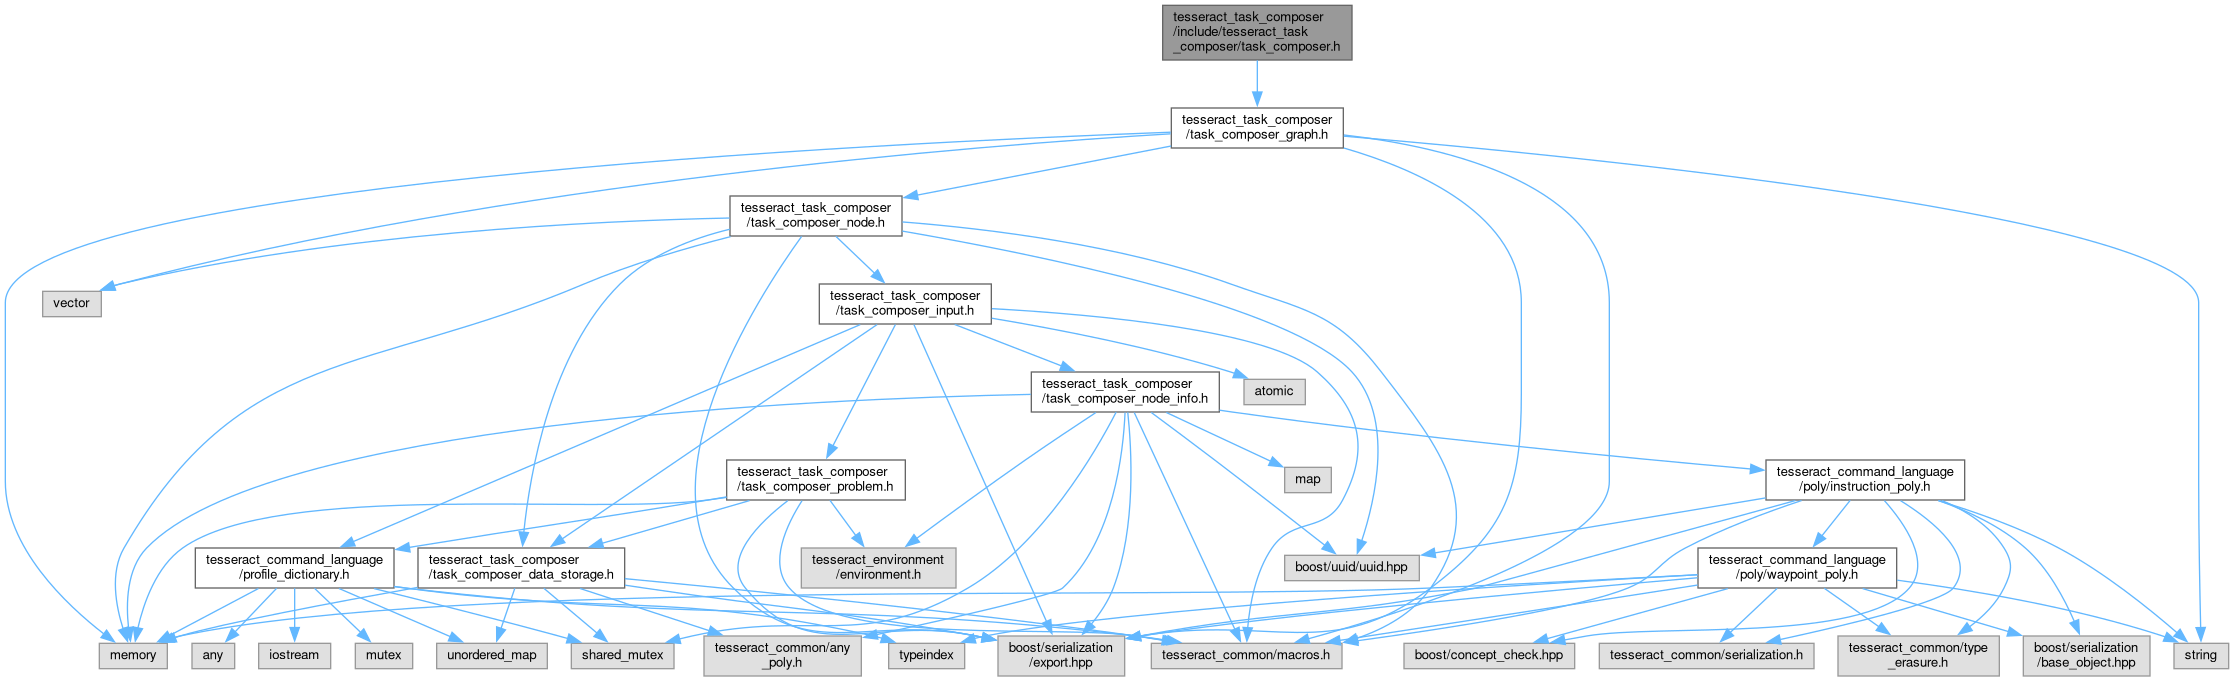 tesseract_task_composer
/include/tesseract_task
_composer/task_composer.h
tesseract_task_composer
/task_composer_graph.h
tesseract_task_composer
/task_composer_node.h
vector
tesseract_task_composer
/task_composer_input.h
tesseract_task_composer
/task_composer_node_info.h
atomic
tesseract_task_composer
/task_composer_problem.h
map
tesseract_command_language
/poly/instruction_poly.h
tesseract_command_language
/profile_dictionary.h
tesseract_task_composer
/task_composer_data_storage.h
tesseract_environment
/environment.h
boost/uuid/uuid.hpp
tesseract_command_language
/poly/waypoint_poly.h
memory
any
iostream
mutex
unordered_map
shared_mutex
tesseract_common/any
_poly.h
typeindex
boost/serialization
/export.hpp
tesseract_common/macros.h
boost/concept_check.hpp
tesseract_common/serialization.h
tesseract_common/type
_erasure.h
boost/serialization
/base_object.hpp
string